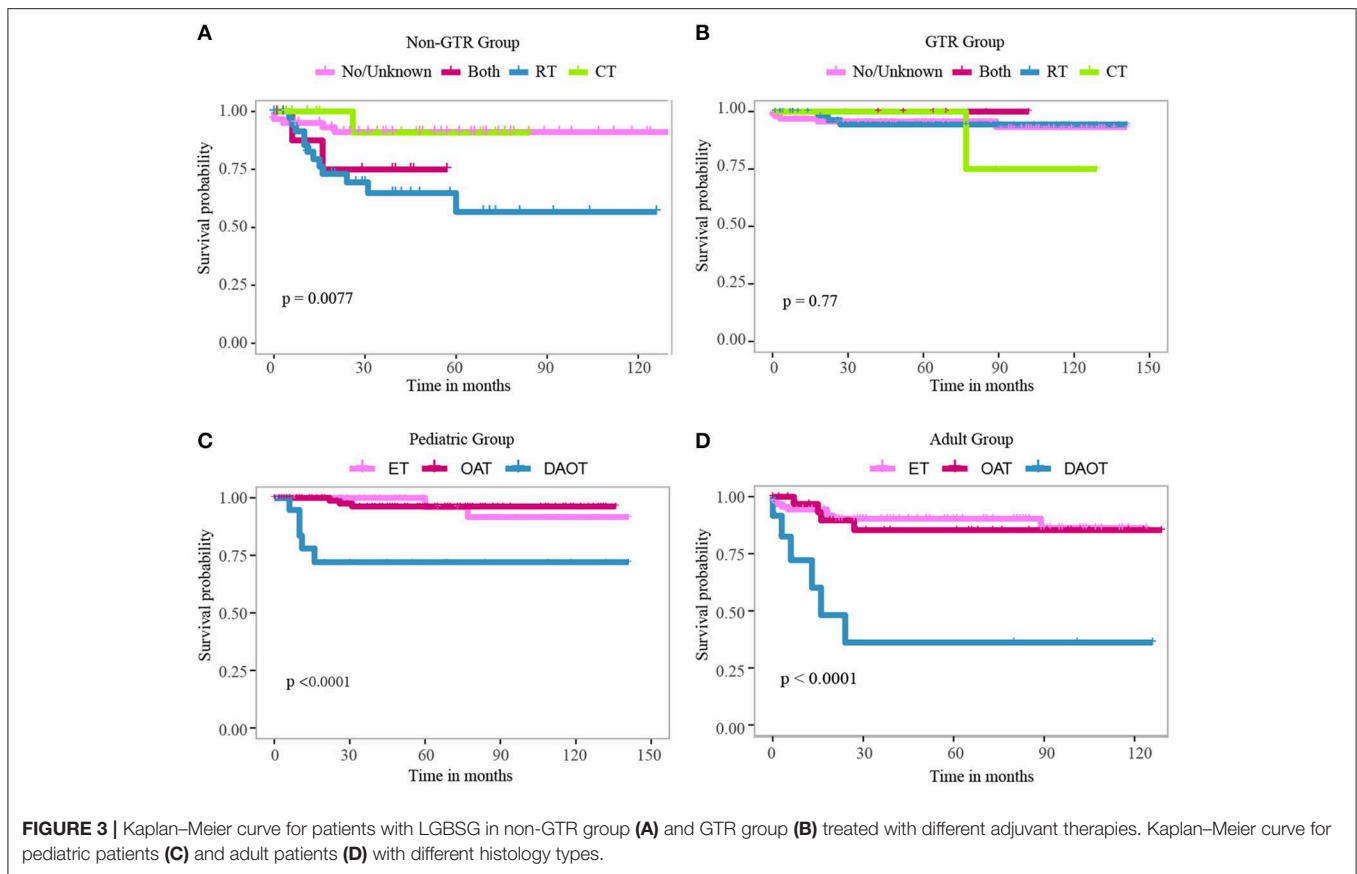 A
Non-GTR Group
No/Unknown Both RT CT
Survival probability
1.00
0.75
0.50
0.25
0.00
p = 0.0077
0 30 60 90 120
Time in months
B
GTR Group
No/Unknown Both RT CT
Survival probability
1.00
0.75
0.50
0.25
0.00
p = 0.77
0 30 60 90 120 150
Time in months
C
Pediatric Group
ET OAT DAOT
Survival probability
1.00
0.75
0.50
0.25
0.00
p <0.0001
0 30 60 90 120 150
Time in months
D
Adult Group
ET OAT DAOT
Survival probability
1.00
0.75
0.50
0.25
0.00
p < 0.0001
0 30 60 90 120
Time in months
FIGURE 3 | Kaplan–Meier curve for patients with LGBSG in non-GTR group (A) and GTR group (B) treated with different adjuvant therapies. Kaplan–Meier curve for
pediatric patients (C) and adult patients (D) with different histology types.